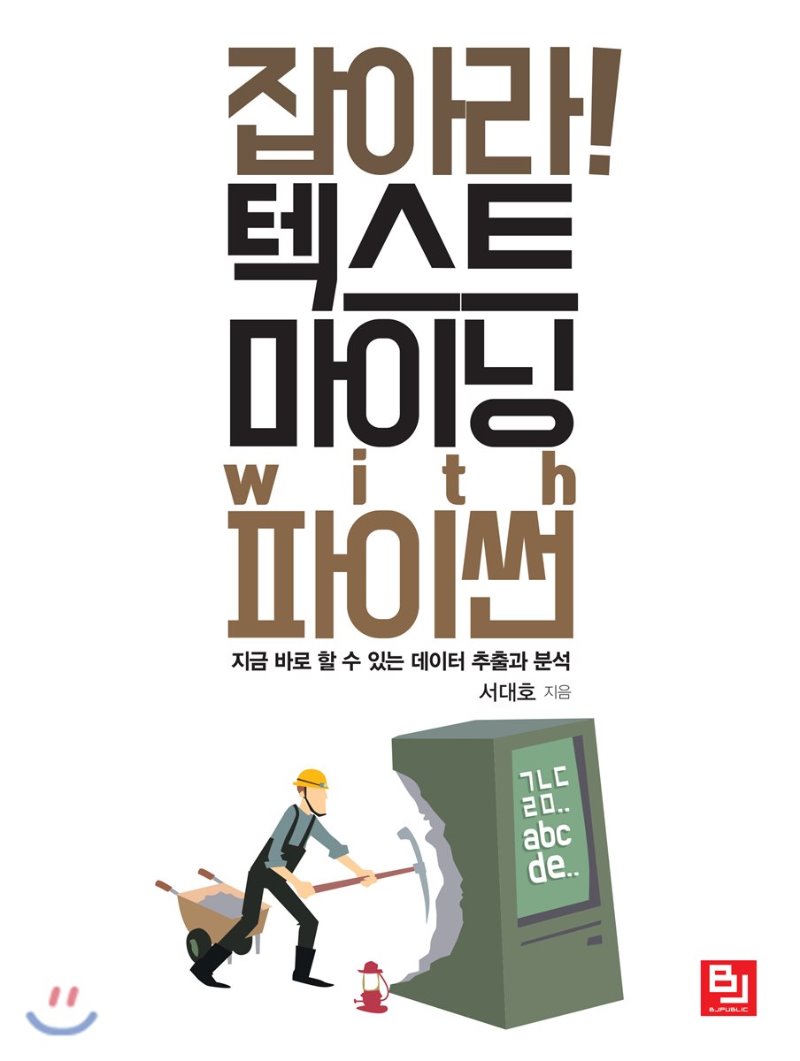 잡아라!
텍스트
마이닝
with
파이썬
지금 바로 할 수 있는 데이터 추출과 분석
서대호 지음
ㄱㄴㄷ
ㄹㅁ..
abc
de..
BJ
BJPUBLIC